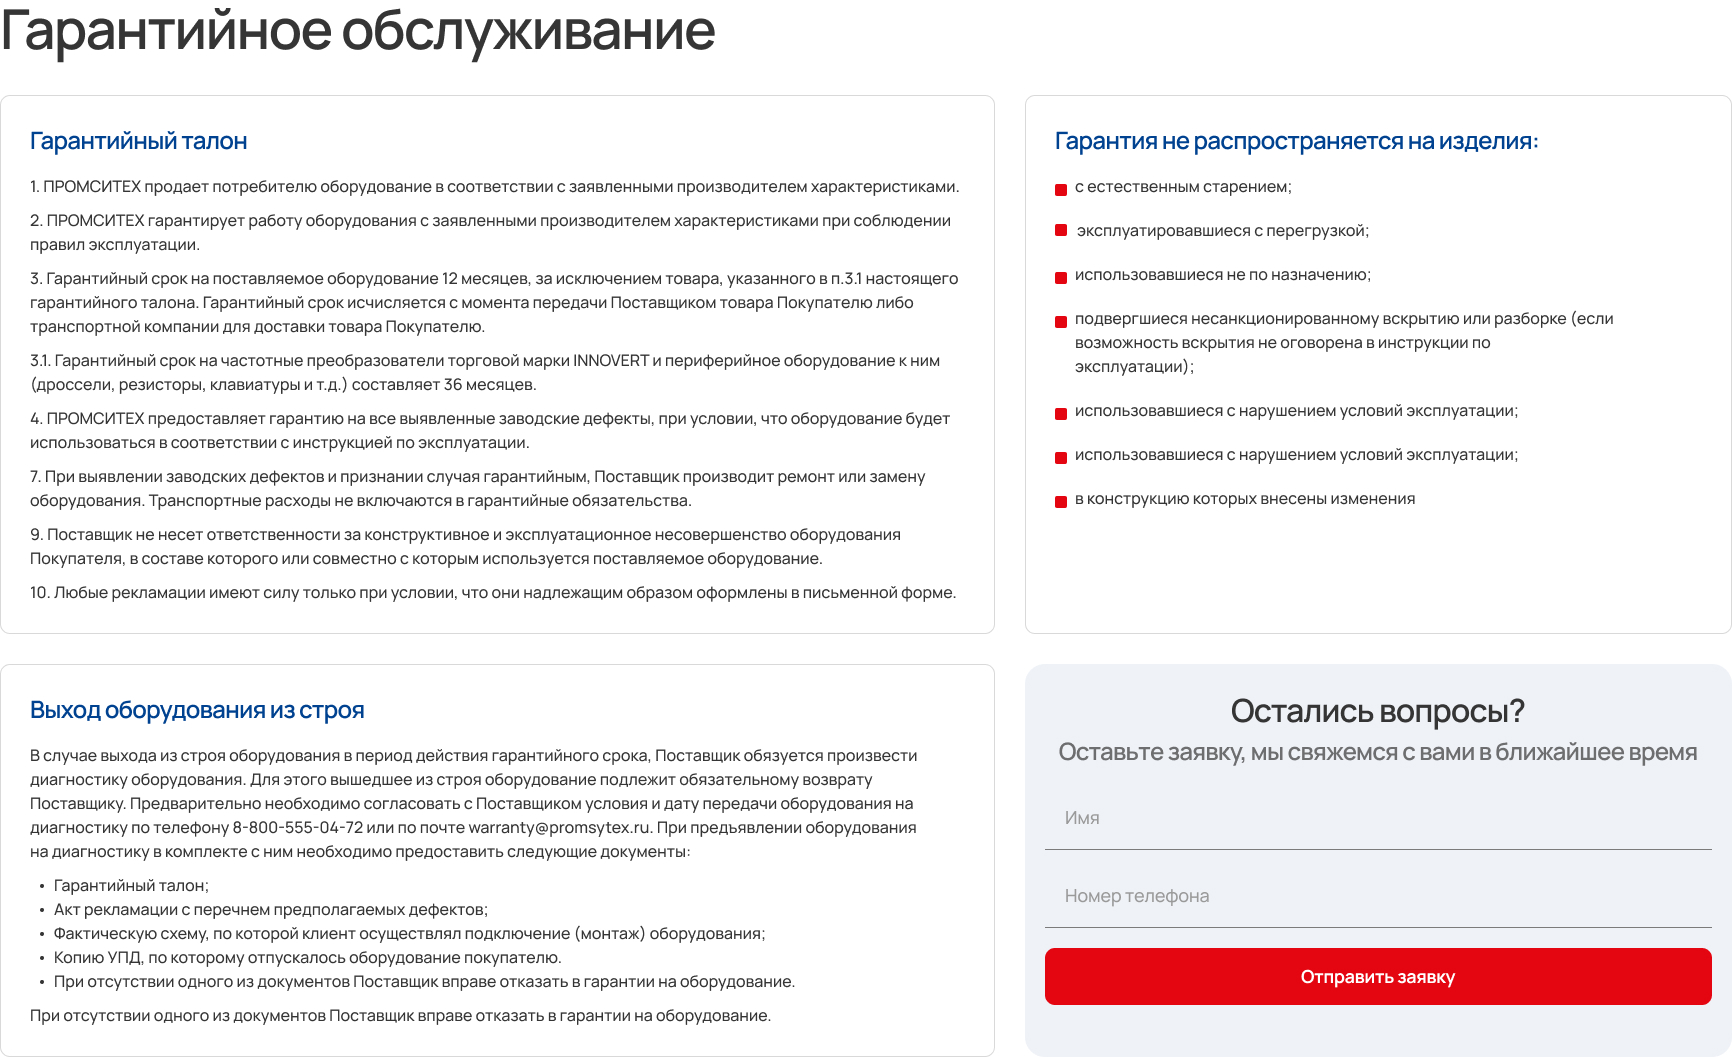 Гарантийное обслуживание
Гарантийный талон
1. ПРОМСИТЕХ продает потребителю оборудование в соответствии с заявленными производителем характеристиками.
2. ПРОМСИТЕХ гарантирует работу оборудования с заявленными производителем характеристиками при соблюдении
правил эксплуатации.
3. Гарантийный срок на поставляемое оборудование 12 месяцев, за исключением товара, указанного в п.3.1 настоящего
гарантийного талона. Гарантийный срок исчисляется с момента передачи Поставщиком товара Покупателю либо
транспортной компании для доставки товара Покупателю.
3.1. Гарантийный срок на частотные преобразователи торговой марки INNOVERT и периферийное оборудование к ним
(дроссели, резисторы, клавиатуры и т.д.) составляет 36 месяцев.
4. ПРОМСИТЕХ предоставляет гарантию на все выявленные заводские дефекты, при условии, что оборудование будет
использоваться в соответствии с инструкцией по эксплуатации.
7. При выявлении заводских дефектов и признании случая гарантийным, Поставщик производит ремонт или замену
оборудования. Транспортные расходы не включаются в гарантийные обязательства.
9. Поставщик не несет ответственности за конструктивное и эксплуатационное несовершенство оборудования
Покупателя, в составе которого или совместно с которым используется поставляемое оборудование.
10. Любые рекламации имеют силу только при условии, что они надлежащим образом оформлены в письменной форме.
Гарантия не распространяется на изделия:
с естественным старением;
эксплуатировавшиеся с перегрузкой;
использовавшиеся не по назначению;
подвергшиеся несанкционированному вскрытию или разборке (если
возможность вскрытия не оговорена в инструкции по
эксплуатации);
использовавшиеся с нарушением условий эксплуатации;
использовавшиеся с нарушением условий эксплуатации;
в конструкцию которых внесены изменения
Выход оборудования из строя
В случае выхода из строя оборудования в период действия гарантийного срока, Поставщик обязуется произвести
диагностику оборудования. Для этого вышедшее из строя оборудование подлежит обязательному возврату
Поставщику. Предварительно необходимо согласовать с Поставщиком условия и дату передачи оборудования на
диагностику по телефону 8-800-555-04-72 или по почте warranty@promsytex.ru. При предъявлении оборудования
на диагностику в комплекте с ним необходимо предоставить следующие документы:
• Гарантийный талон;
• Акт рекламации с перечнем предполагаемых дефектов;
• Фактическую схему, по которой клиент осуществлял подключение (монтаж) оборудования;
• Копию УПД, по которому отпускалось оборудование покупателю.
• При отсутствии одного из документов Поставщик вправе отказать в гарантии на оборудование.
При отсутствии одного из документов Поставщик вправе отказать в гарантии на оборудование.
Остались вопросы?
Оставьте заявку, мы свяжемся с вами в ближайшее время
Имя
Номер телефона
Отправить заявку